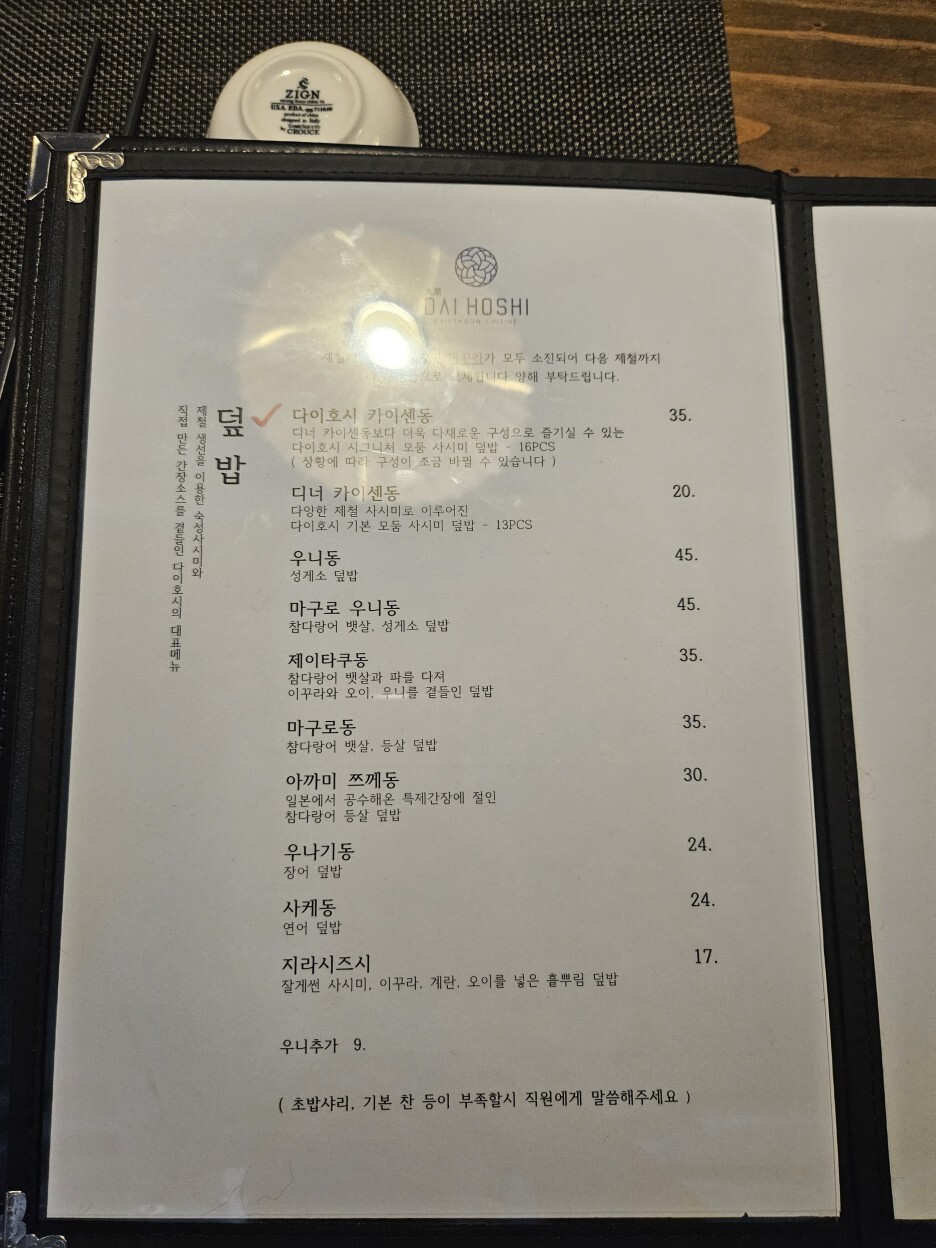 ZIGN
product of china
designed in Italy
CROUCE
DAI HOSHI
모두 소진되어 다음 제철까지
양해 부탁드립니다.
덮밥
제철 생선을 이용한 숙성사시미와
직접 만든 간장소스를 곁들인 다이호시의 대표메뉴
다이호시 카이센동 35.
디너 카이센동보다 더욱 다채로운 구성으로 즐기실 수 있는
다이호시 시그니처 모둠 사시미 덮밥 - 16PCS
( 상황에 따라 구성이 조금 바뀔 수 있습니다 )
디너 카이센동 20.
다양한 제철 사시미로 이루어진
다이호시 기본 모둠 사시미 덮밥 - 13PCS
우니동 45.
성게소 덮밥
마구로 우니동 45.
참다랑어 뱃살, 성게소 덮밥
제이타쿠동 35.
참다랑어 뱃살과 파를 다져
이꾸라와 오이, 우니를 곁들인 덮밥
마구로동 35.
참다랑어 뱃살, 등살 덮밥
아까미 쯔께동 30.
일본에서 공수해온 특제간장에 절인
참다랑어 등살 덮밥
우나기동 24.
장어 덮밥
사케동 24.
연어 덮밥
지라시즈시 17.
잘게썬 사시미, 이꾸라, 계란, 오이를 넣은 흩뿌림 덮밥
우니추가 9.
( 초밥샤리, 기본 찬 등이 부족할시 직원에게 말씀해주세요 )